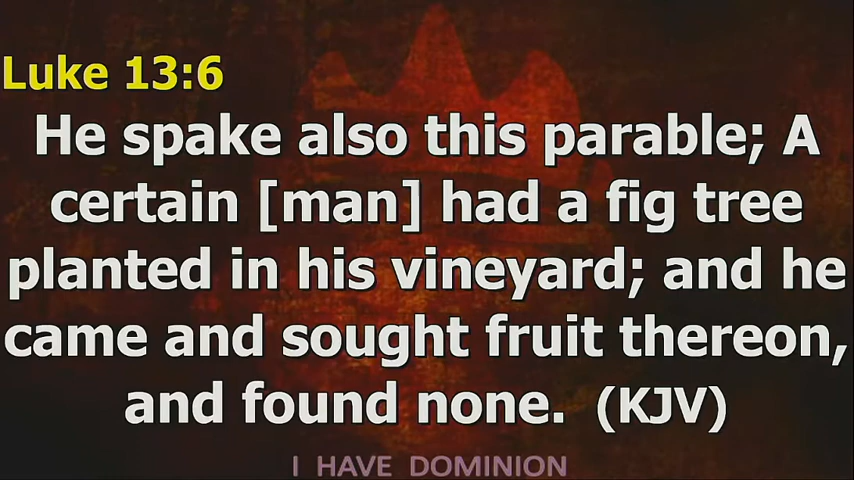 Luke 13:6
He spake also this parable; A
certain [man] had a fig tree
planted in his vineyard; and he
came and sought fruit thereon,
and found none. (KJV)
I HAVE DOMINION